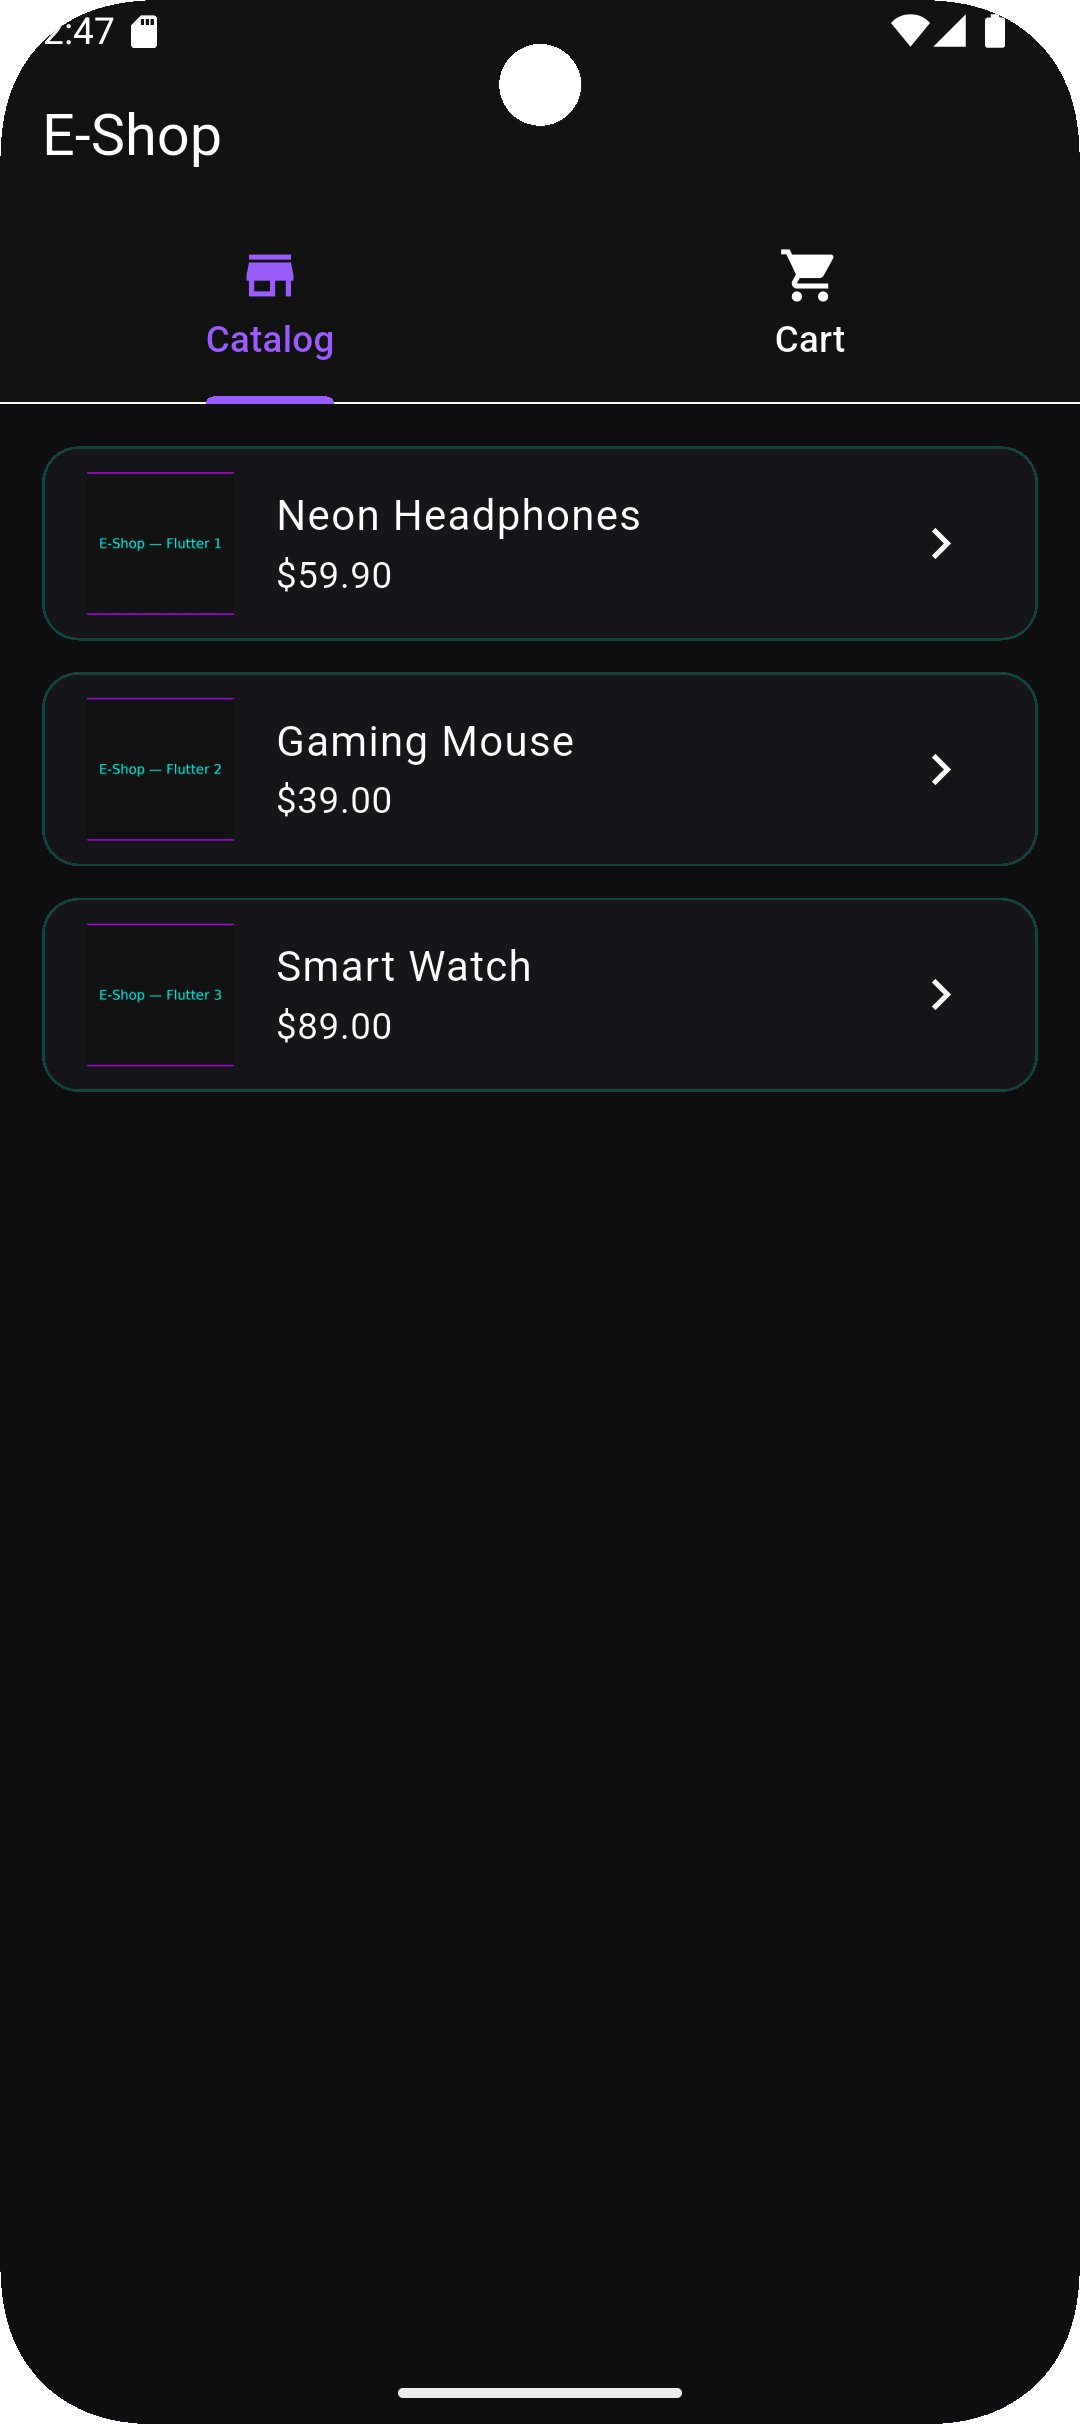 2:47
E-Shop
Catalog
Cart
E-Shop — Flutter 1
Neon Headphones
$59.90
E-Shop — Flutter 2
Gaming Mouse
$39.00
E-Shop — Flutter 3
Smart Watch
$89.00